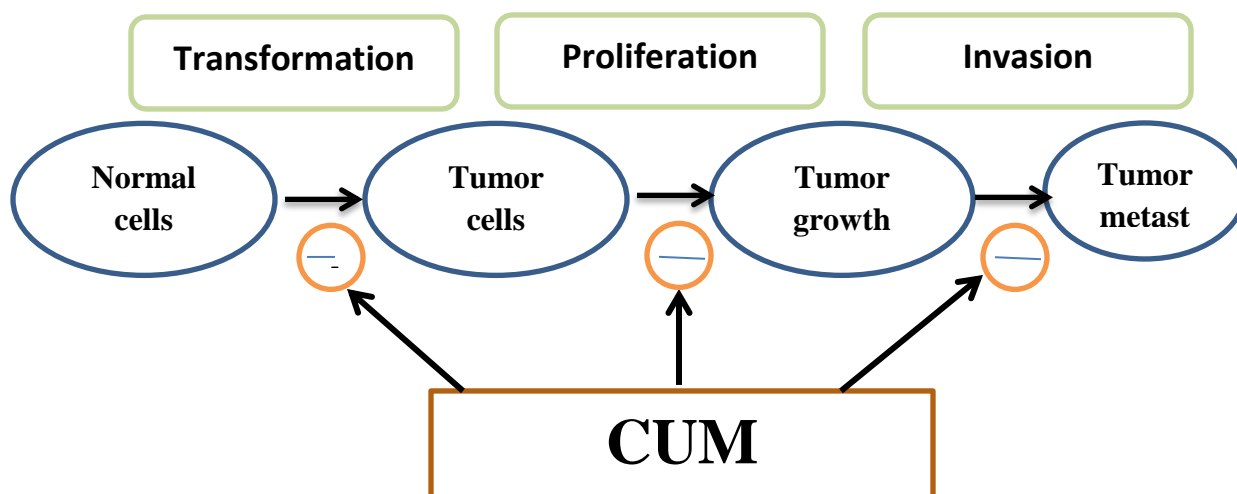 Transformation
Proliferation
Invasion
Normal
cells
Tumor
cells
Tumor
growth
Tumor
metast
CUM